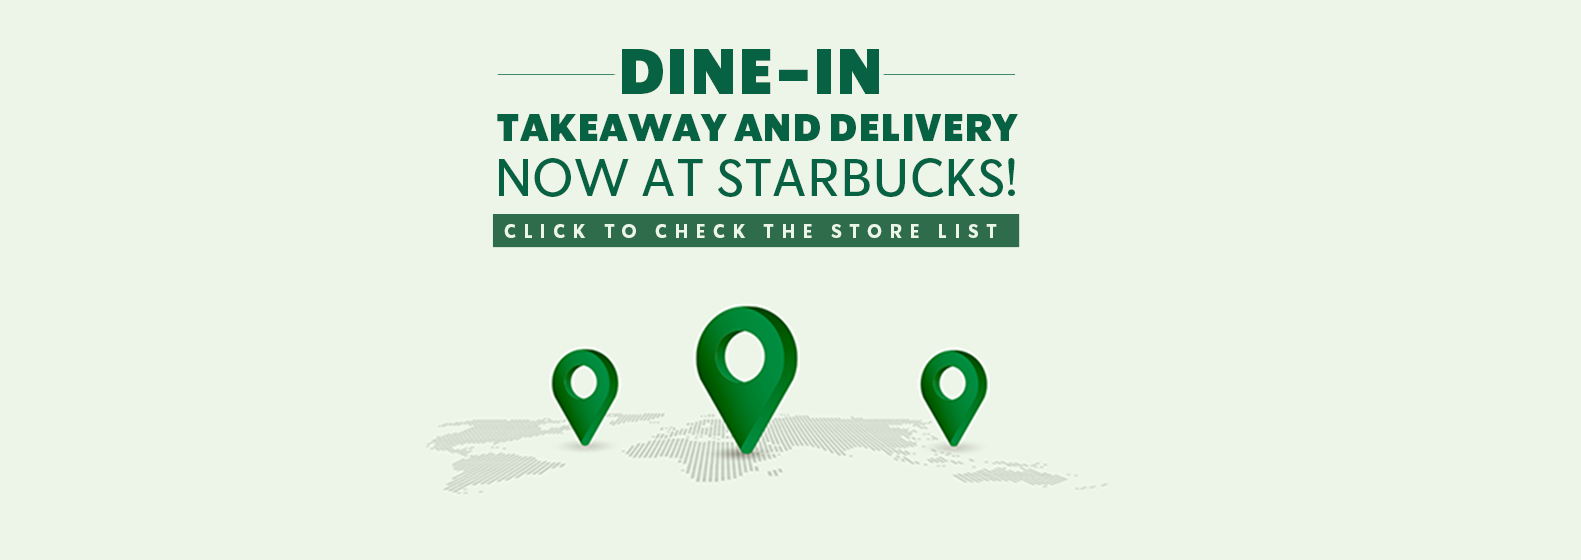 DINE-IN
TAKEAWAY AND DELIVERY
NOW AT STARBUCKS!
CLICK TO CHECK THE STORE LIST